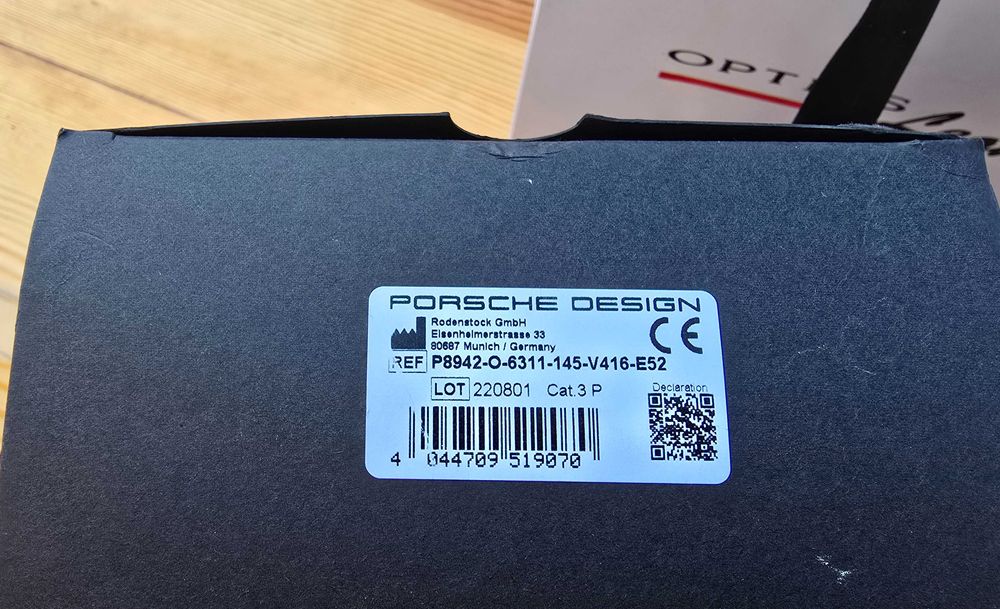 OPT
PORSCHE DESIGN
Rodenstock GmbH
Elsenheimerstrasse 33
80687 Munich / Germany
CE
REF P8942-O-6311-145-V416-E52
LOT 220801 Cat.3 P
Declaration
4 044709 519070